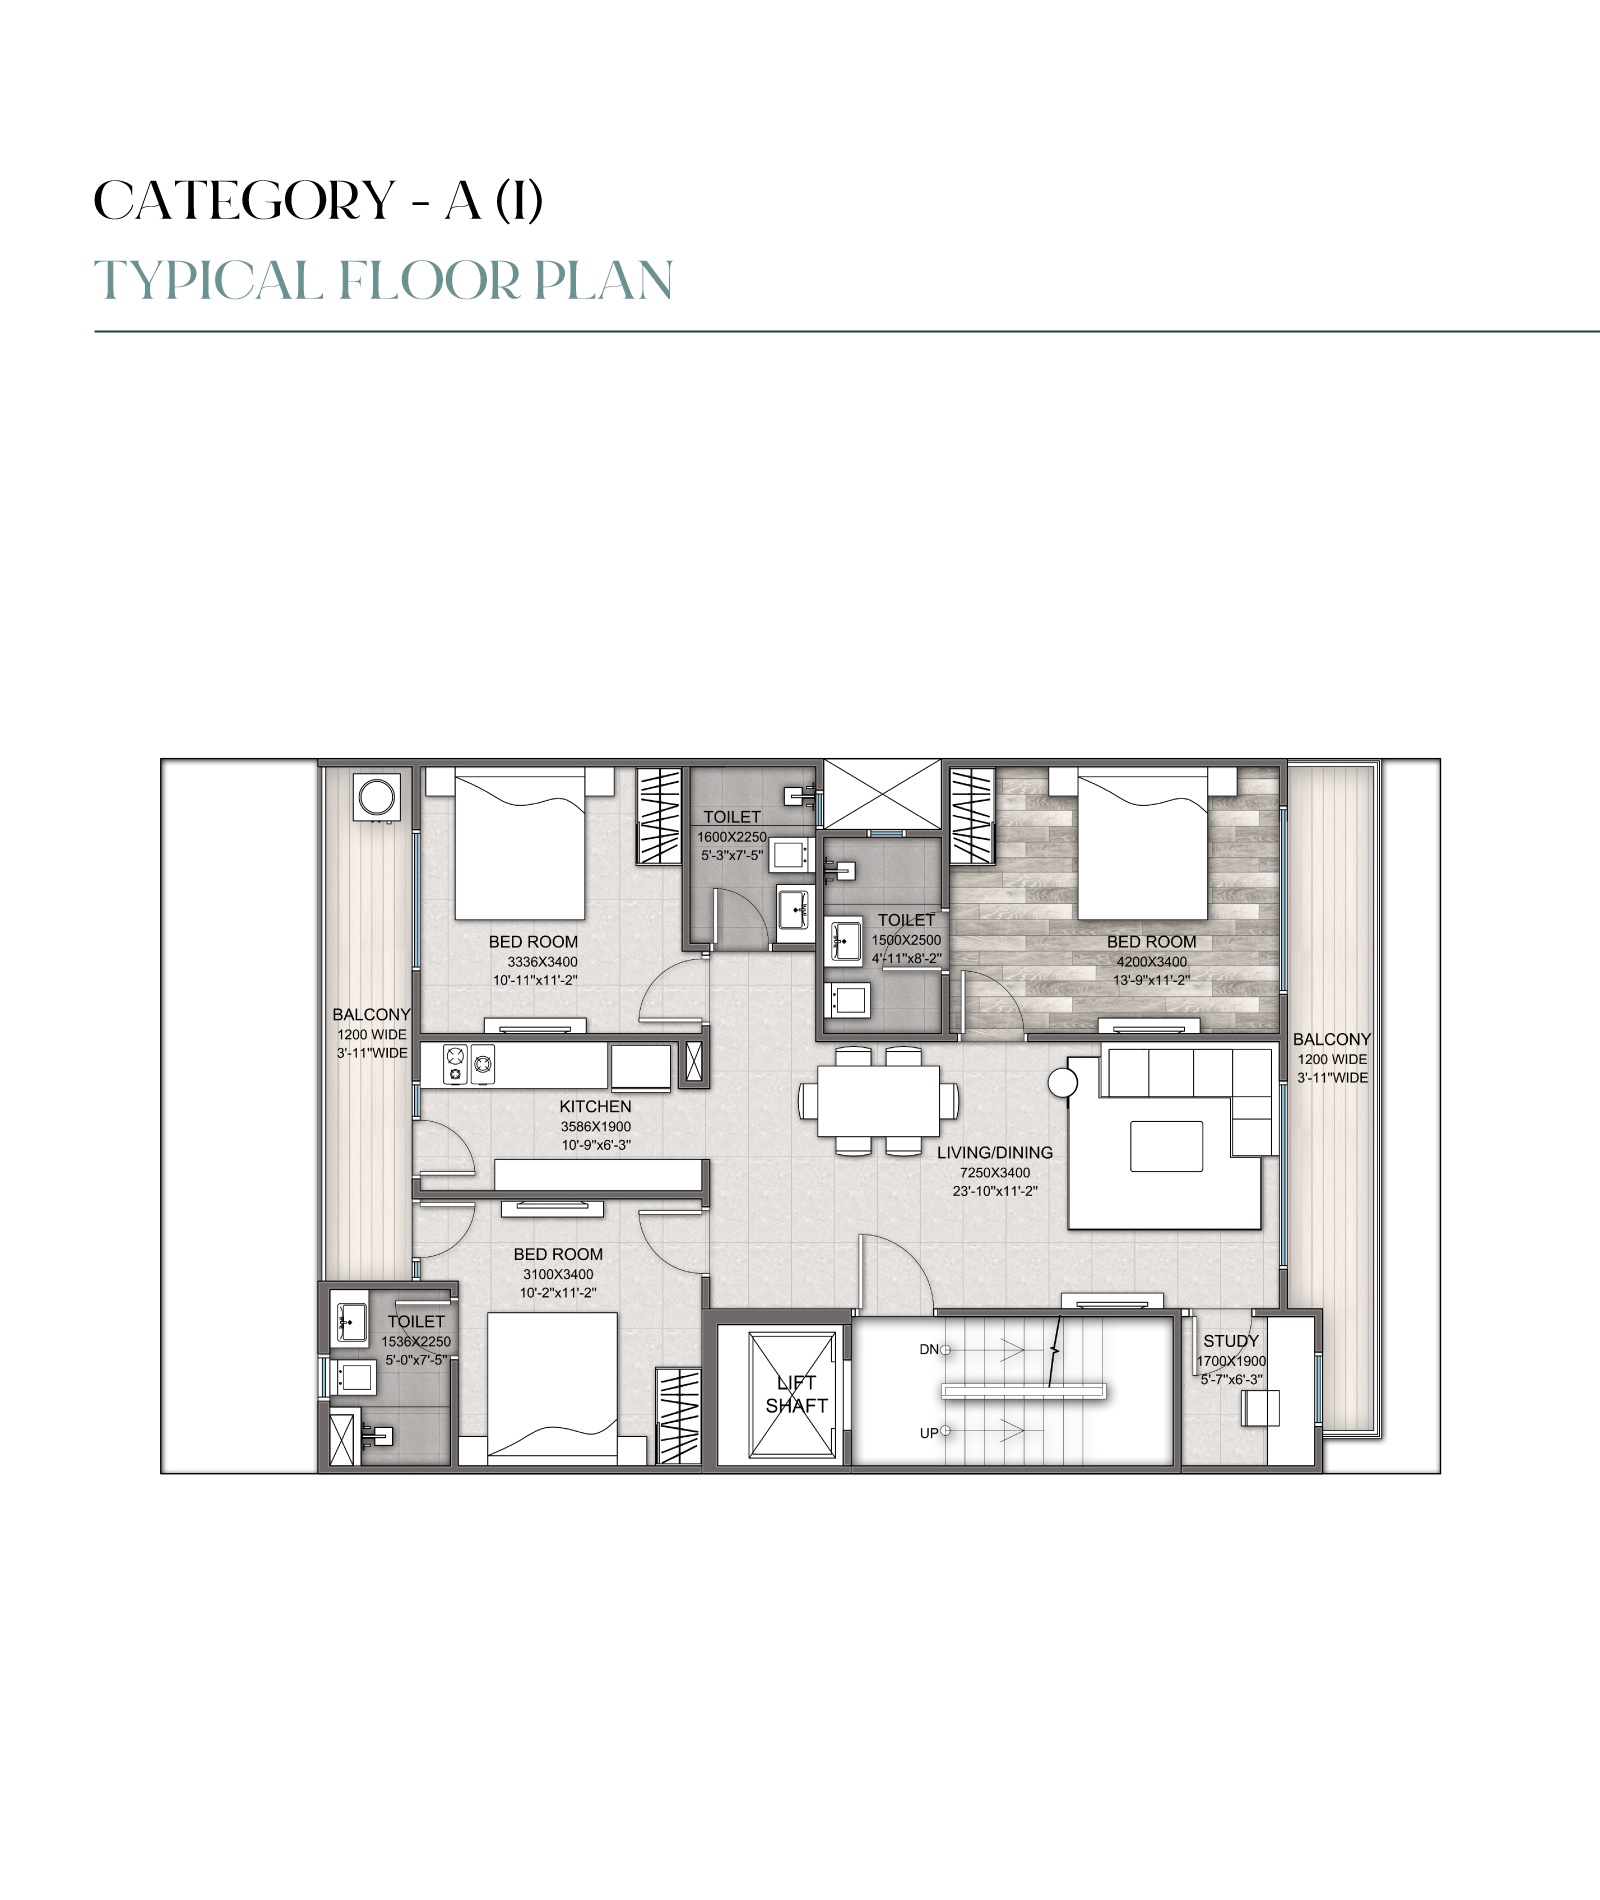 CATEGORY - A (I)
TYPICAL FLOOR PLAN
TOILET
1600X2250
5'-3"x7'-5"
TOILET
1500X2500
4'-11"x8'-2"
BED ROOM
3336X3400
10'-11"x11'-2"
BED ROOM
4200X3400
13'-9"x11'-2"
BALCONY
1200 WIDE
3'-11"WIDE
BALCONY
1200 WIDE
3'-11"WIDE
KITCHEN
3586X1900
10'-9"x6'-3"
LIVING/DINING
7250X3400
23'-10"x11'-2"
BED ROOM
3100X3400
10'-2"x11'-2"
TOILET
1536X2250
5'-0"x7'-5"
LIFT
SHAFT
DN
UP
STUDY
1700X1900
5'-7"x6'-3"